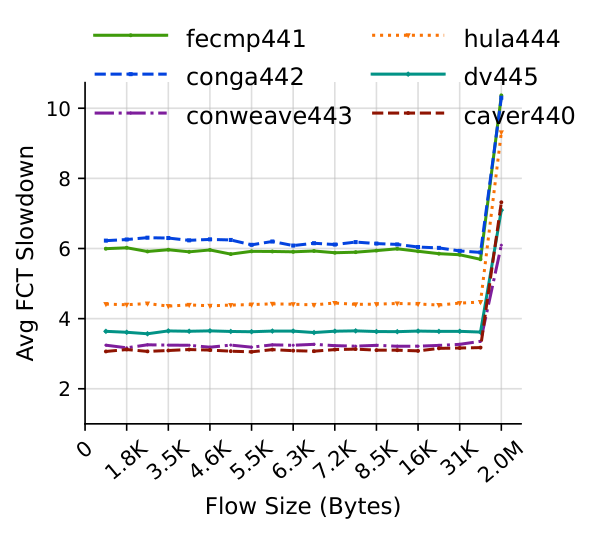 fecmp441 hula444
conga442 dv445
conweave443 caver440
10
8
6
4
2
Avg FCT Slowdown
0 1.8K 3.5K 4.6K 5.5K 6.3K 7.2K 8.5K 16K 31K 2.0M
Flow Size (Bytes)